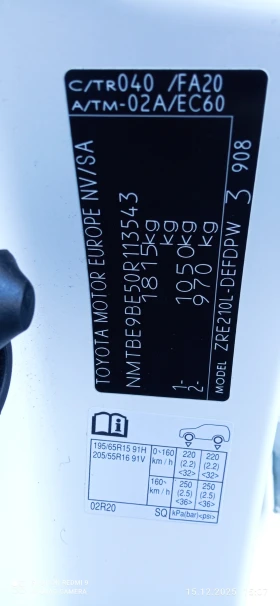 C/TR040 /FA20
A/TM-02A/EC60
TOYOTA MOTOR EUROPE NV/SA
NMTBE9BE50R113543
1815kg
kg
1- 1050kg
2- 970 kg
MODEL ZRE210L-DEFDPW 3 908
195/65R15 91H
205/55R16 91V
0~160 km/h 220 (2.2) <32> 220 (2.2) <32>
160~ km/h 250 (2.5) <36> 250 (2.5) <36>
02R20 SQ kPa(bar)<psi>